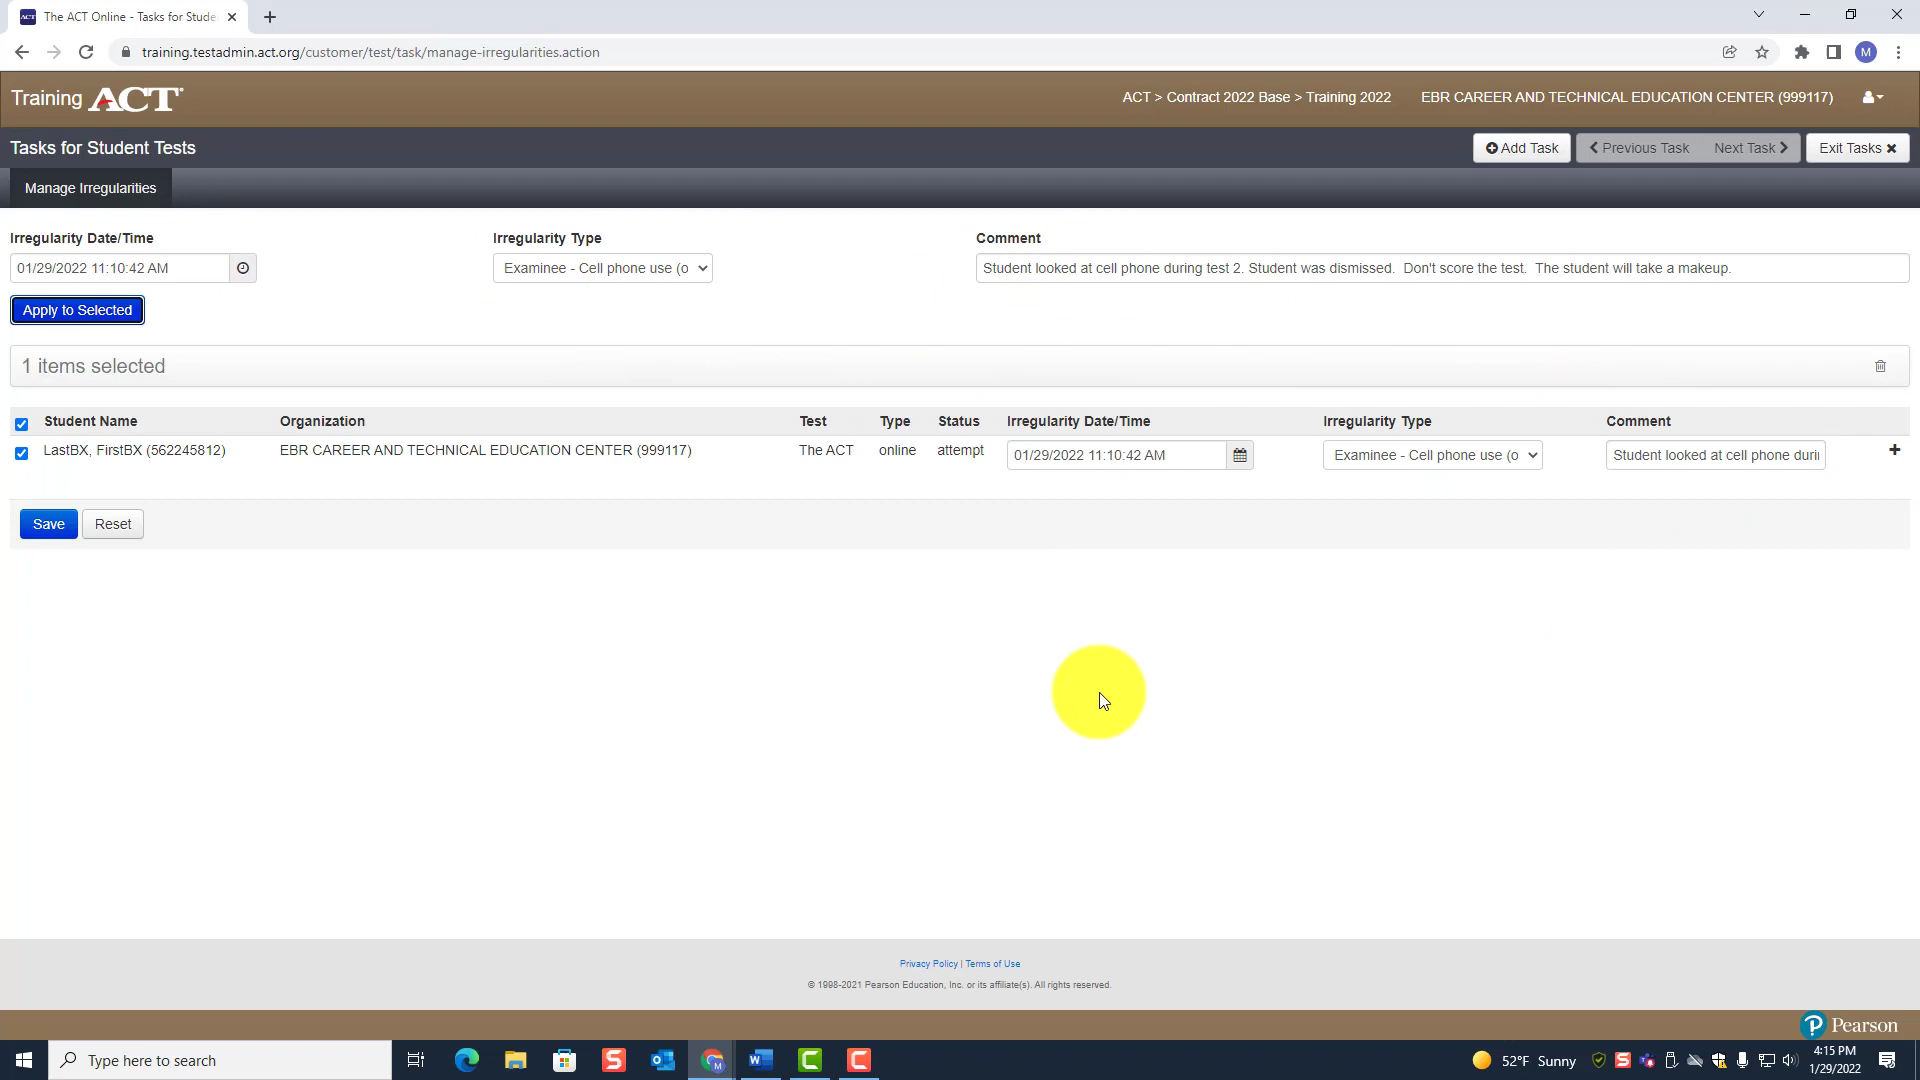 ACT The ACT Online - Tasks for Stude
training.testadmin.act.org/customer/test/task/manage-irregularities.action
M
Training ACT
ACT > Contract 2022 Base > Training 2022 EBR CAREER AND TECHNICAL EDUCATION CENTER (999117)
Tasks for Student Tests
Add Task Previous Task Next Task Exit Tasks
Manage Irregularities
Irregularity Date/Time Irregularity Type Comment
01/29/2022 11:10:42 AM Examinee - Cell phone use (o Student looked at cell phone during test 2. Student was dismissed.  Don't score the test.  The student will take a makeup.
Apply to Selected
1 items selected
Student Name Organization Test Type Status Irregularity Date/Time Irregularity Type Comment
LastBX, FirstBX (562245812) EBR CAREER AND TECHNICAL EDUCATION CENTER (999117) The ACT online attempt 01/29/2022 11:10:42 AM Examinee - Cell phone use (o Student looked at cell phone duri
Save Reset
Privacy Policy | Terms of Use
© 1998-2021 Pearson Education, Inc. or its affiliate(s). All rights reserved.
Pearson
Type here to search
52°F Sunny
4:15 PM
1/29/2022